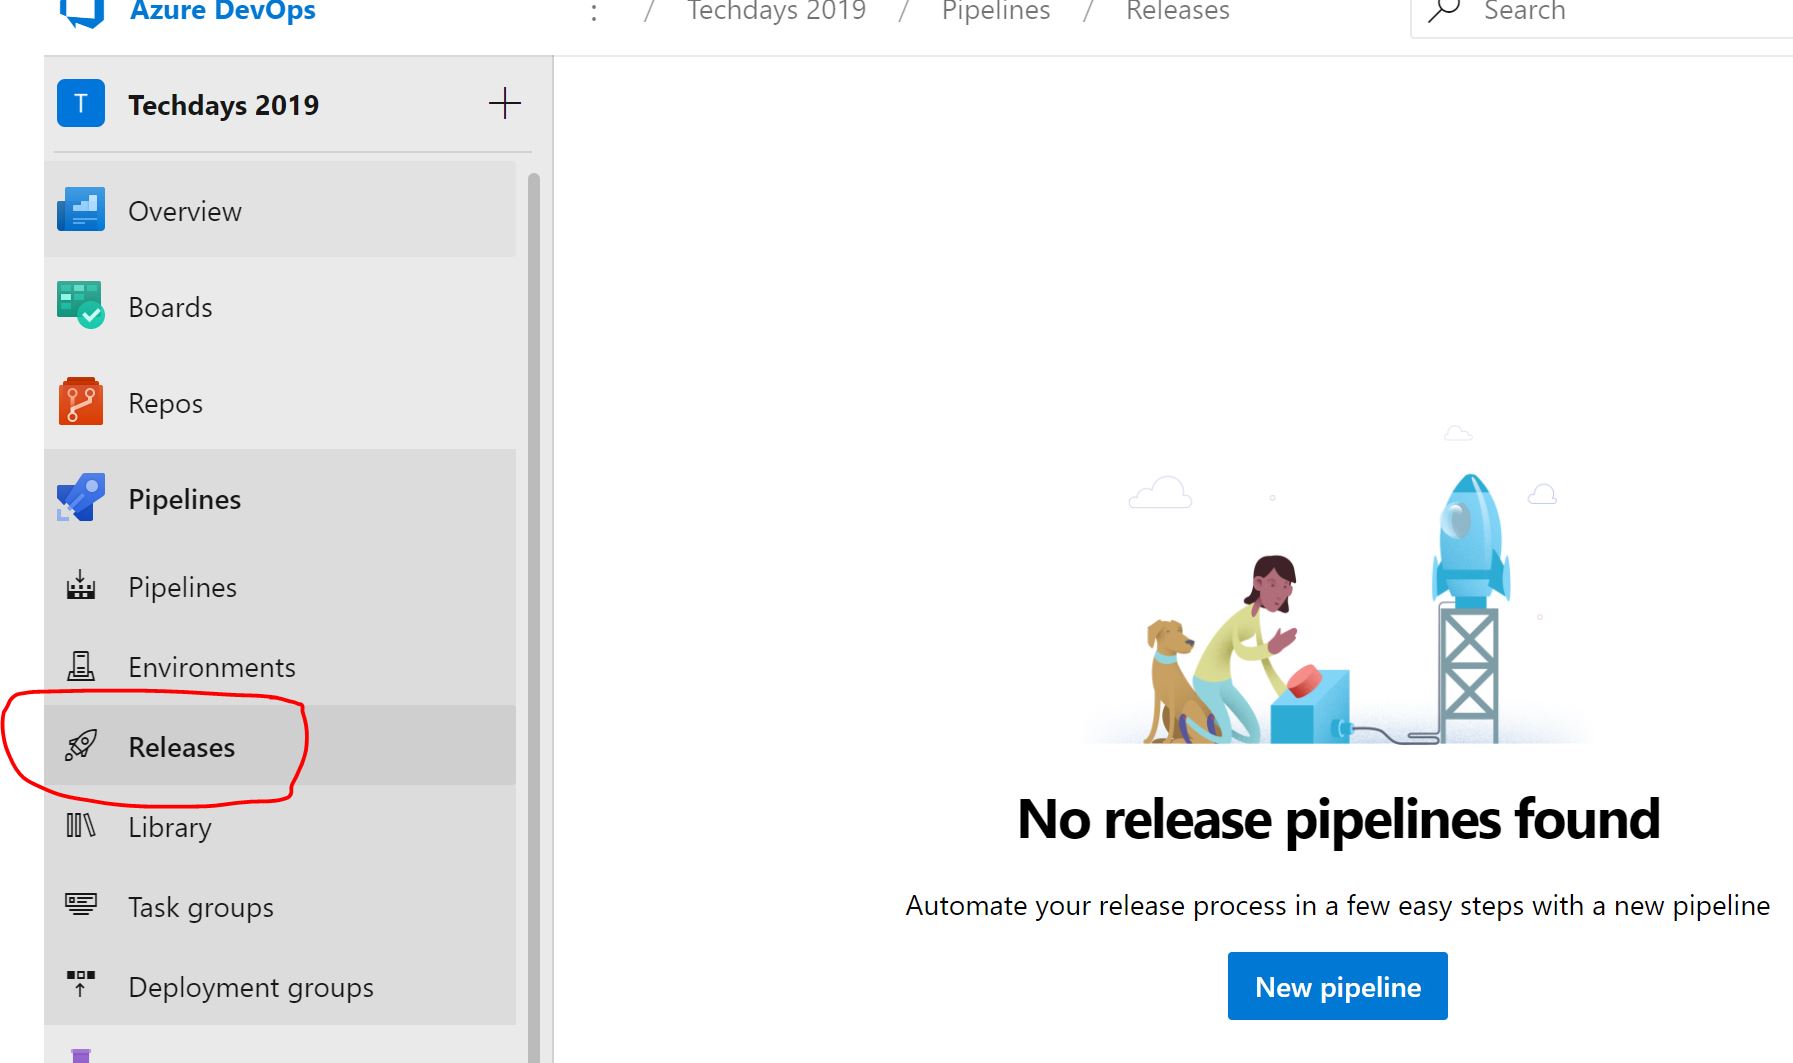 Azure DevOps
: / Techdays 2019 / Pipelines / Releases
Search
T Techdays 2019 +
Overview
Boards
Repos
Pipelines
Pipelines
Environments
Releases
Library
Task groups
Deployment groups
No release pipelines found
Automate your release process in a few easy steps with a new pipeline
New pipeline